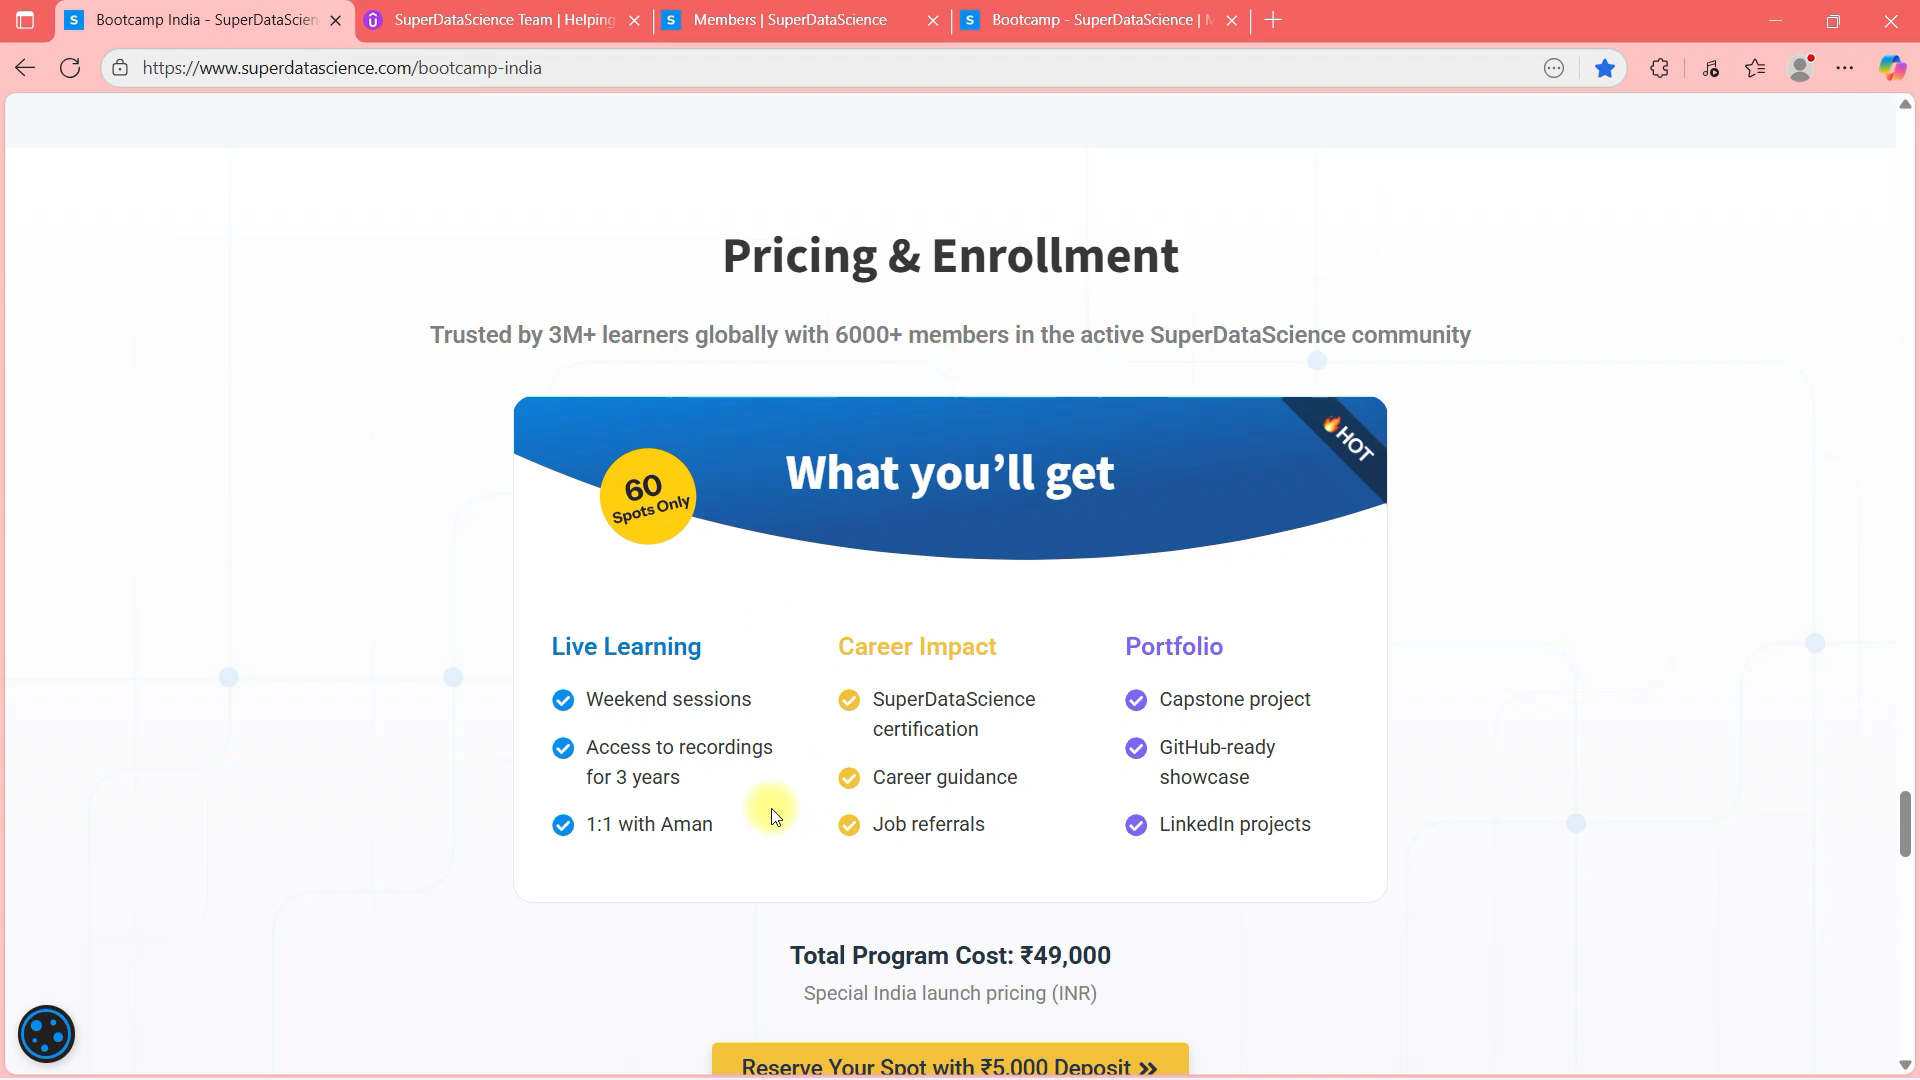 Bootcamp India - SuperDataScien
SuperDataScience Team | Helping
Members | SuperDataScience
Bootcamp - SuperDataScience |
https://www.superdatascience.com/bootcamp-india
Pricing & Enrollment
Trusted by 3M+ learners globally with 6000+ members in the active SuperDataScience community
🔥HOT
What you’ll get
60
Spots Only
Live Learning
Weekend sessions
Access to recordings
for 3 years
1:1 with Aman
Career Impact
SuperDataScience
certification
Career guidance
Job referrals
Portfolio
Capstone project
GitHub-ready
showcase
LinkedIn projects
Total Program Cost: ₹49,000
Special India launch pricing (INR)
Reserve Your Spot with ₹5,000 Deposit »